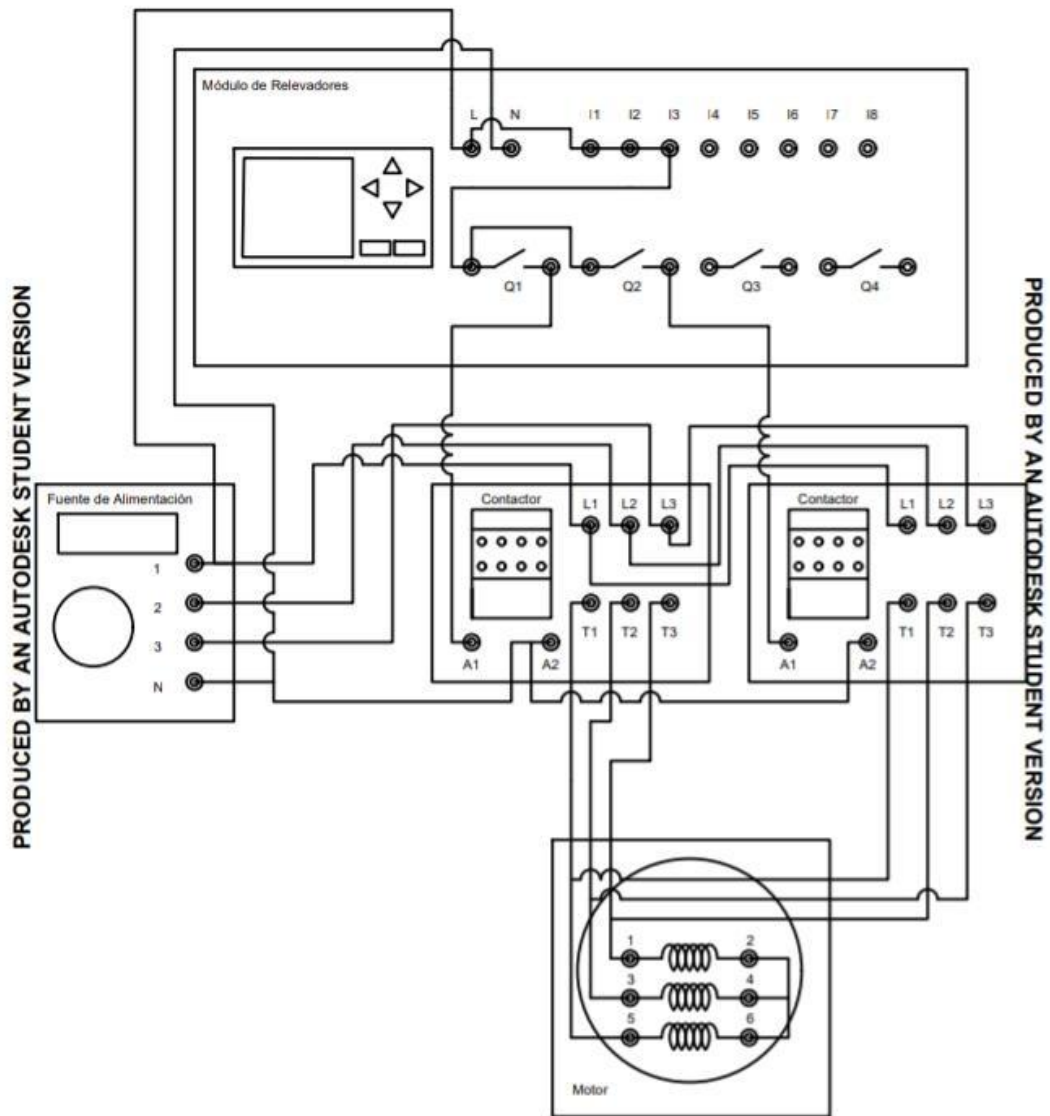 Módulo de Relevadores
L N I1 I2 I3 I4 I5 I6 I7 I8
Q1 Q2 Q3 Q4
PRODUCED BY AN AUTODESK STUDENT VERSION
PRODUCED BY AN AUTODESK STUDENT VERSION
Fuente de Alimentación
1
2
3
N
Contactor
L1 L2 L3
T1 T2 T3
A1 A2
Contactor
L1 L2 L3
T1 T2 T3
A1 A2
1 2
3 4
5 6
Motor